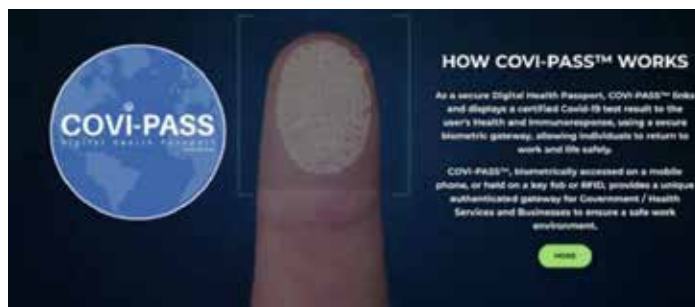 COVI-PASS
Digital Health Passport
HOW COVI-PASS™ WORKS
As a secure Digital Health Passport, COVI-PASS™ links
and displays a certified Covid-19 test result to the
user's Health and Immunoresponse, using a secure
biometric gateway, allowing individuals to return to
work and life safely.
COVI-PASS™, biometrically accessed on a mobile
phone, or held on a key fob or RFID, provides a unique
authenticated gateway for Government / Health
Services and Businesses to ensure a safe work
environment.
MORE